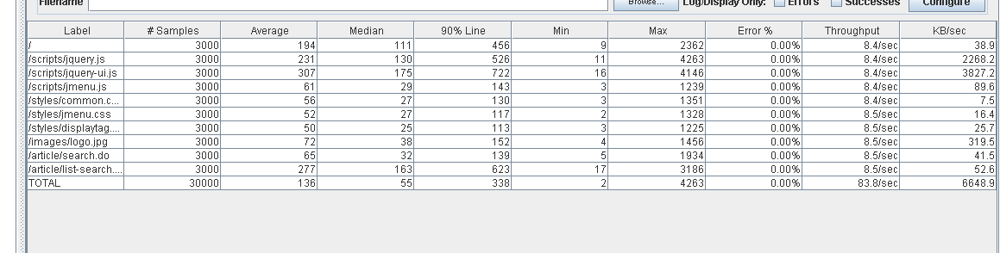 Filename Browse... Log/Display Only: Errors Successes Configure
Label # Samples Average Median 90% Line Min Max Error % Throughput KB/sec
/ 3000 194 111 456 9 2362 0.00% 8.4/sec 38.9
/scripts/jquery.js 3000 231 130 526 11 4263 0.00% 8.4/sec 2268.2
/scripts/jquery-ui.js 3000 307 175 722 16 4146 0.00% 8.4/sec 3827.2
/scripts/jmenu.js 3000 61 29 143 3 1239 0.00% 8.4/sec 89.6
/styles/common.c... 3000 56 27 130 3 1351 0.00% 8.4/sec 7.5
/styles/jmenu.css 3000 52 27 117 2 1328 0.00% 8.5/sec 16.4
/styles/displaytag.... 3000 50 25 113 3 1225 0.00% 8.5/sec 25.7
/images/logo.jpg 3000 72 38 152 4 1456 0.00% 8.5/sec 319.5
/article/search.do 3000 65 32 139 5 1934 0.00% 8.5/sec 41.5
/article/list-search.... 3000 277 163 623 17 3186 0.00% 8.5/sec 52.6
TOTAL 30000 136 55 338 2 4263 0.00% 83.8/sec 6648.9